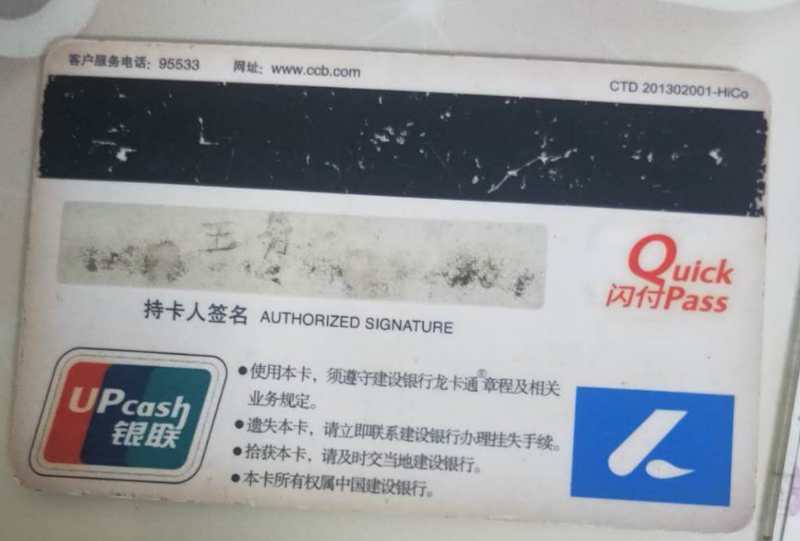 客户服务电话：95533 网址：www.ccb.com
CTD 201302001-HiCo
Quick
闪付Pass
持卡人签名 AUTHORIZED SIGNATURE
UPcash
银联
●使用本卡，须遵守建设银行龙卡通®章程及相关
业务规定。
●遗失本卡，请立即联系建设银行办理挂失手续。
●拾获本卡，请及时交当地建设银行。
●本卡所有权属中国建设银行。